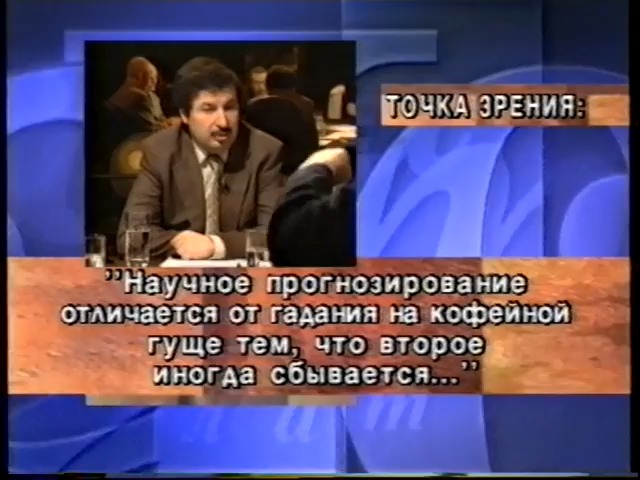 ТОЧКА ЗРЕНИЯ:
"Научное прогнозирование
отличается от гадания на кофейной
гуще тем, что второе
иногда сбывается..."